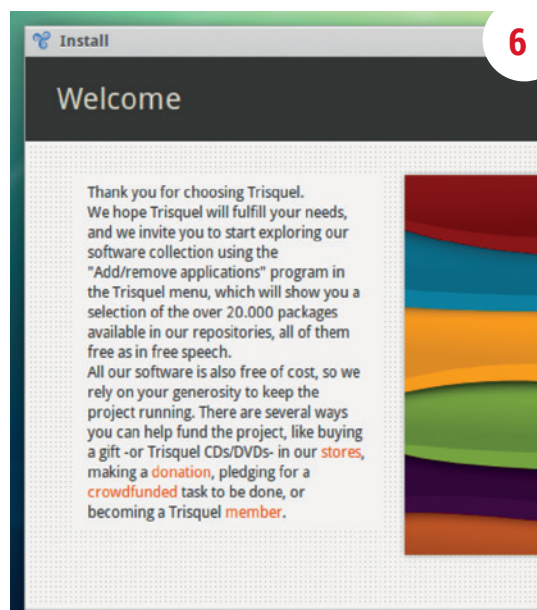 Install
6
Welcome
Thank you for choosing Trisquel.
We hope Trisquel will fulfill your needs,
and we invite you to start exploring our
software collection using the
"Add/remove applications" program in
the Trisquel menu, which will show you a
selection of the over 20.000 packages
available in our repositories, all of them
free as in free speech.
All our software is also free of cost, so we
rely on your generosity to keep the
project running. There are several ways
you can help fund the project, like buying
a gift -or Trisquel CDs/DVDs- in our stores,
making a donation, pledging for a
crowdfunded task to be done, or
becoming a Trisquel member.